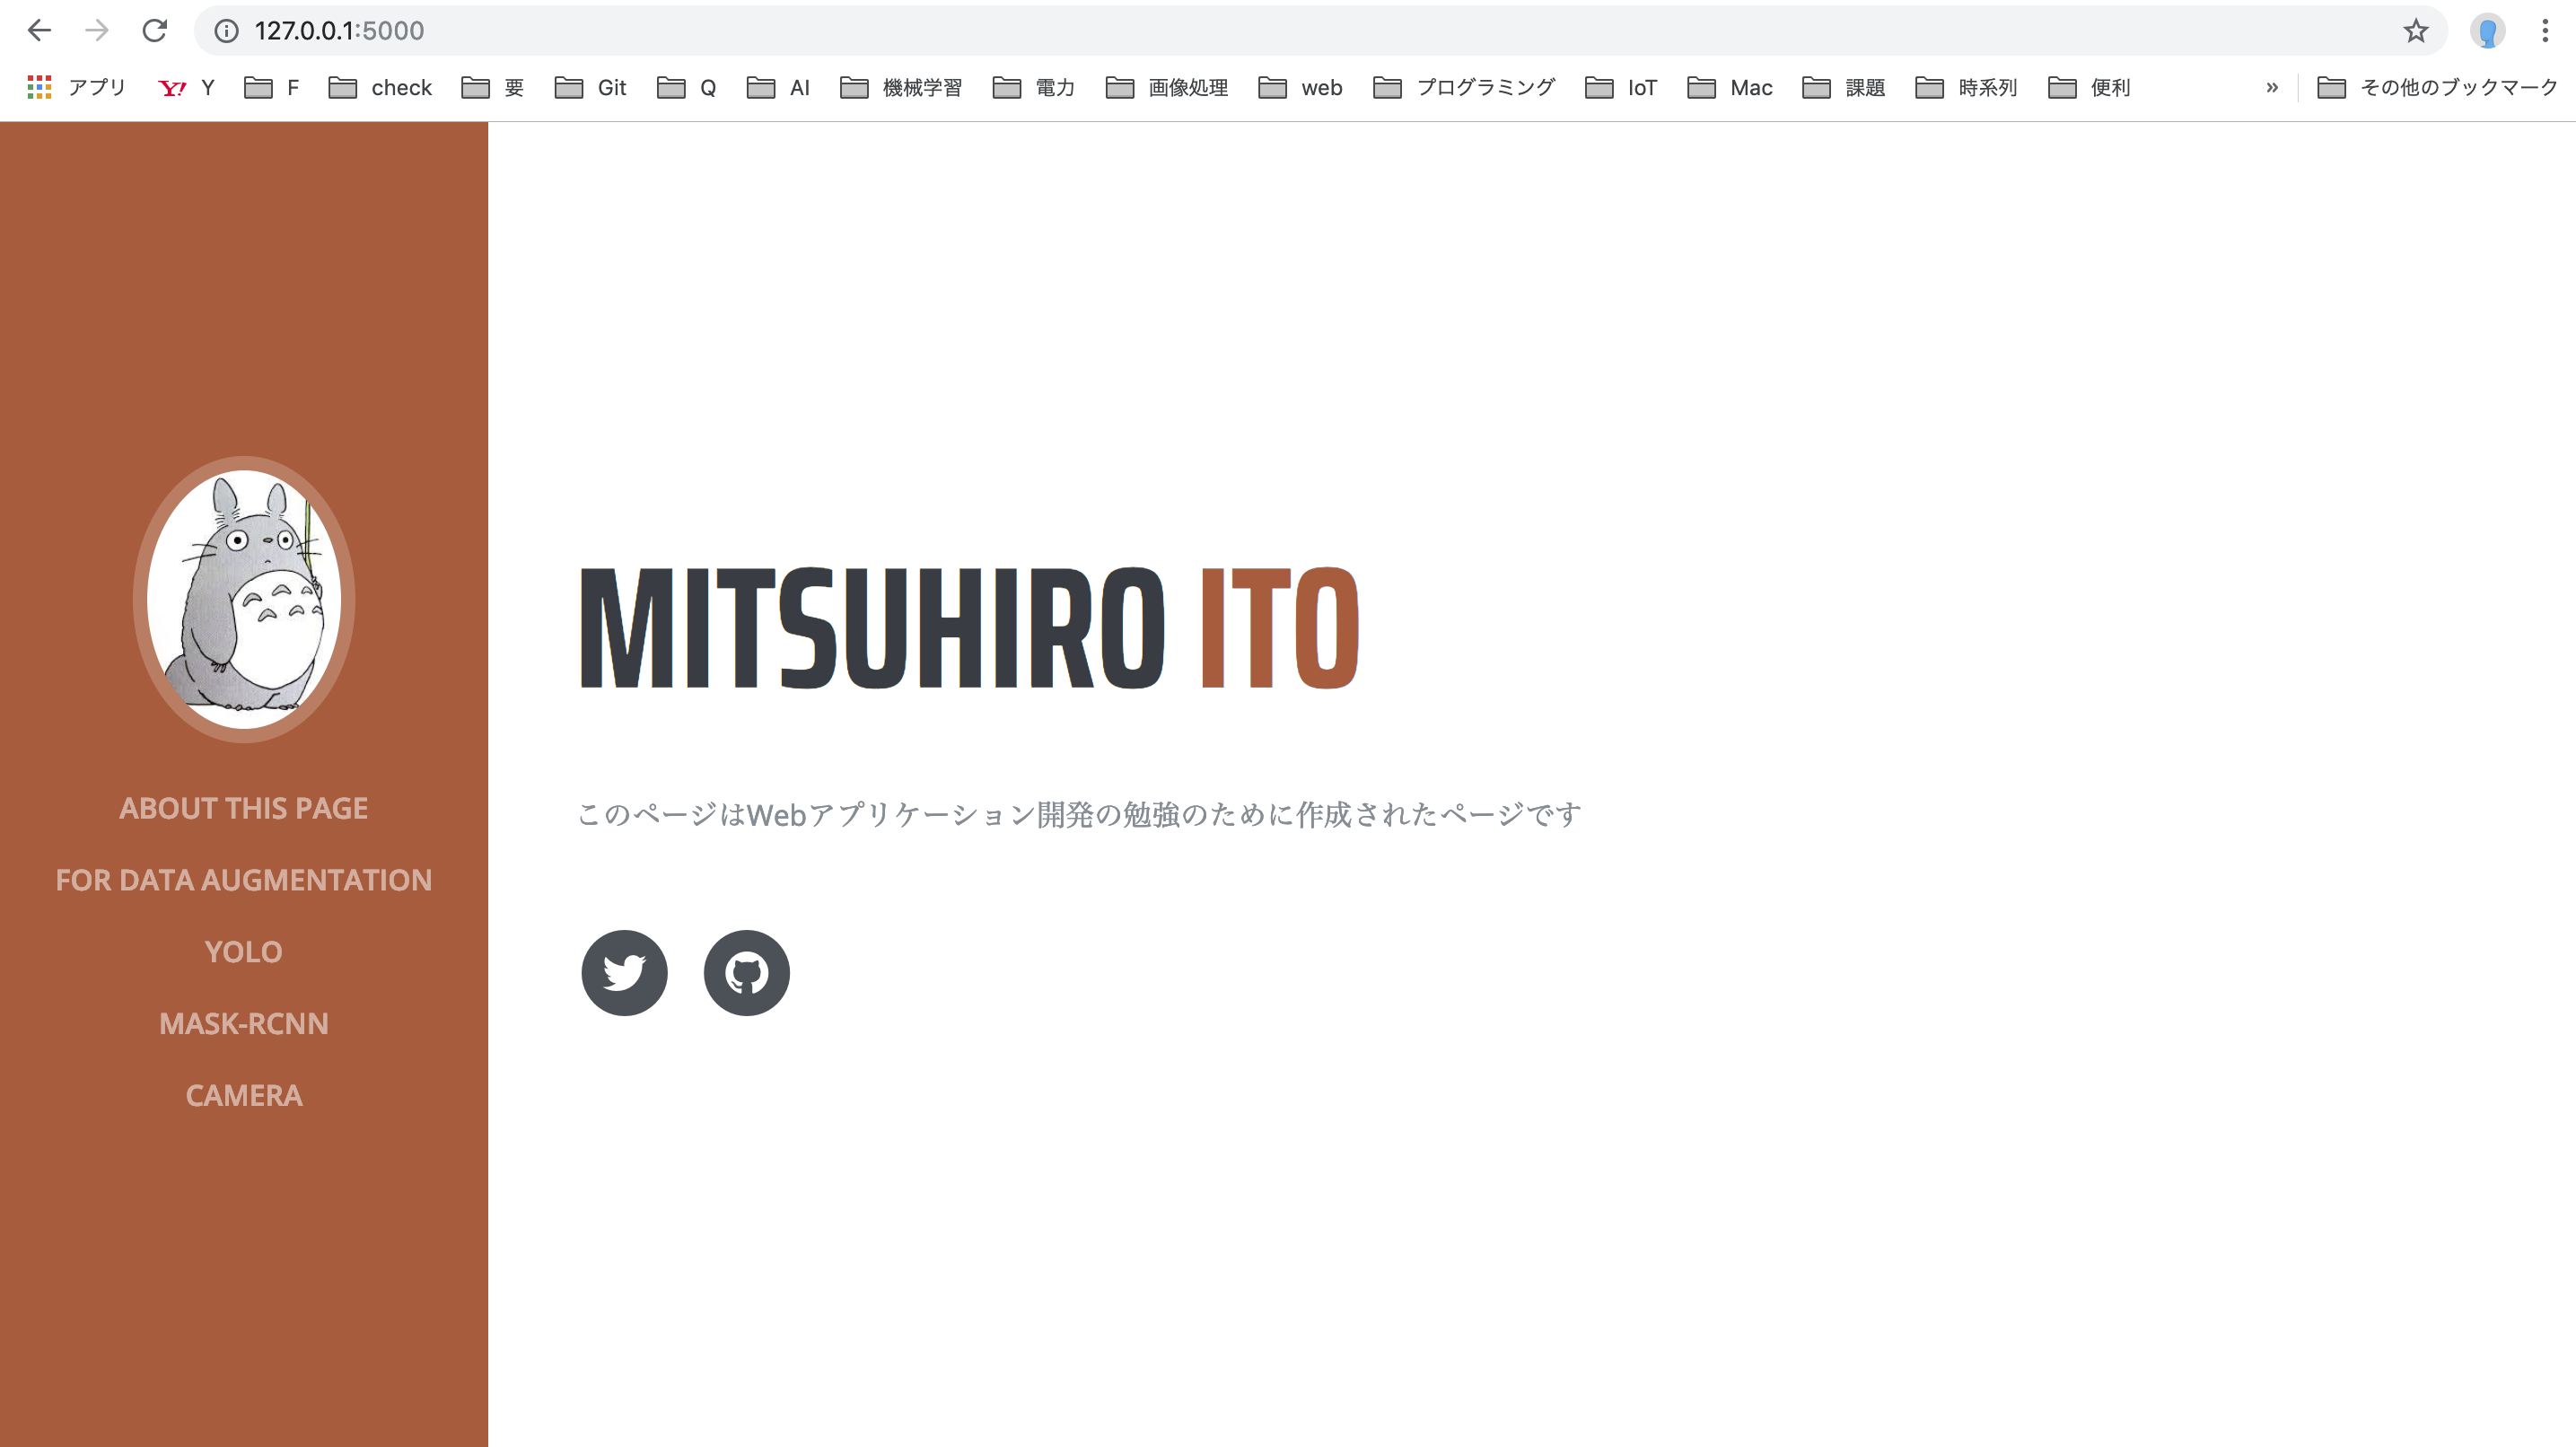 127.0.0.1:5000
アプリ Y! Y F check 要 Git Q AI 機械学習 電力 画像処理 web プログラミング IoT Mac 課題 時系列 便利 » その他のブックマーク
MITSUHIRO ITO
このページはWebアプリケーション開発の勉強のために作成されたページです
ABOUT THIS PAGE
FOR DATA AUGMENTATION
YOLO
MASK-RCNN
CAMERA